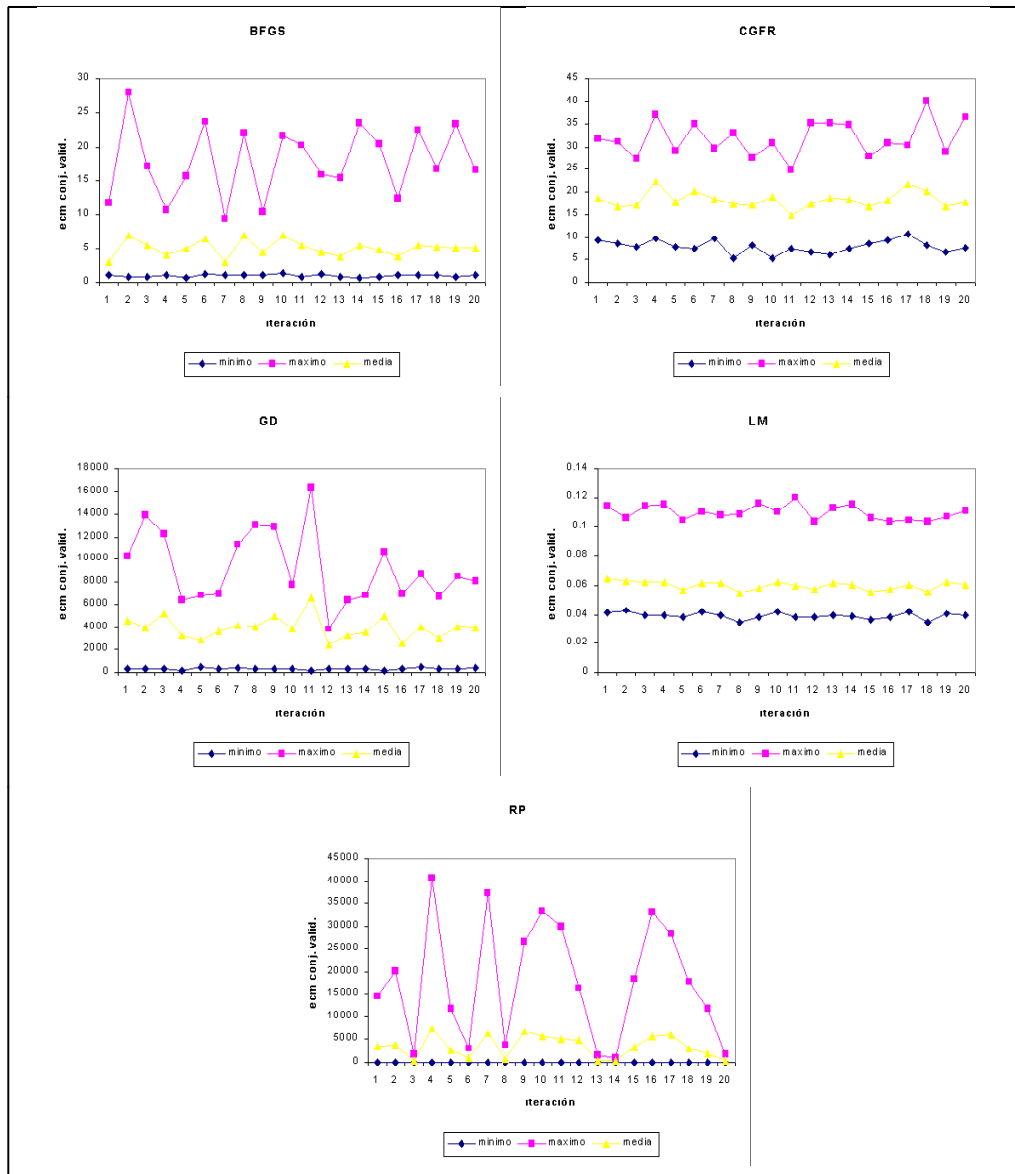 BFGS
ecm conj. valid.
30
25
20
15
10
5
0
1 2 3 4 5 6 7 8 9 10 11 12 13 14 15 16 17 18 19 20
iteración
minimo maximo media
CGFR
ecm conj. valid.
45
40
35
30
25
20
15
10
5
0
1 2 3 4 5 6 7 8 9 10 11 12 13 14 15 16 17 18 19 20
iteración
minimo maximo media
GD
ecm conj. valid.
18000
16000
14000
12000
10000
8000
6000
4000
2000
0
1 2 3 4 5 6 7 8 9 10 11 12 13 14 15 16 17 18 19 20
iteración
minimo maximo media
LM
ecm conj. valid.
0.14
0.12
0.1
0.08
0.06
0.04
0.02
0
1 2 3 4 5 6 7 8 9 10 11 12 13 14 15 16 17 18 19 20
iteración
minimo maximo media
RP
ecm conj. valid.
45000
40000
35000
30000
25000
20000
15000
10000
5000
0
1 2 3 4 5 6 7 8 9 10 11 12 13 14 15 16 17 18 19 20
iteración
minimo maximo media